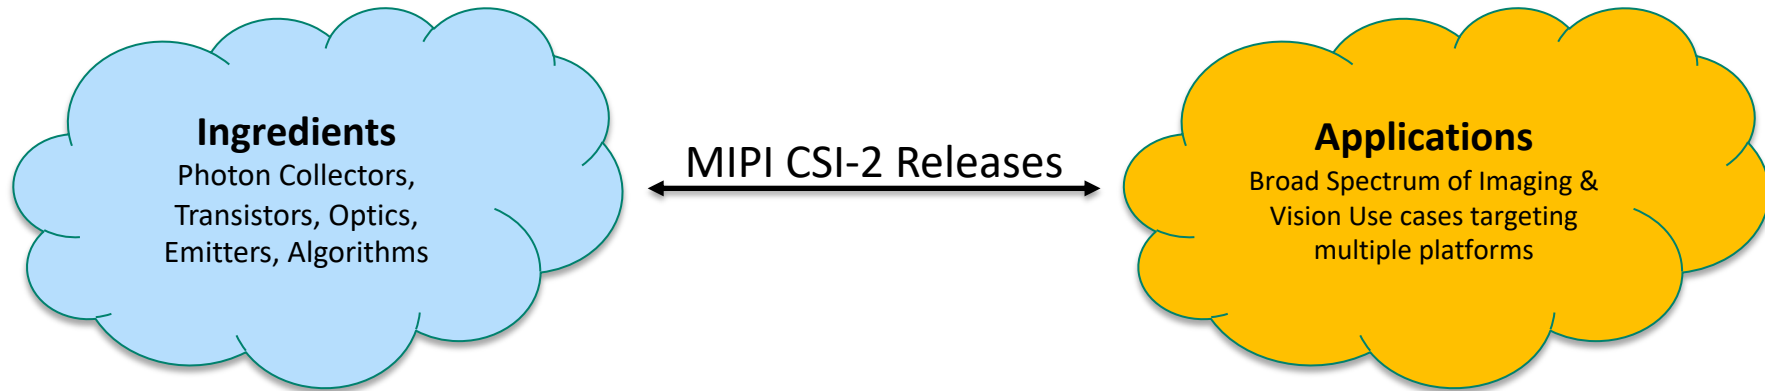 Ingredients
Photon Collectors,
Transistors, Optics,
Emitters, Algorithms
MIPI CSI-2 Releases
Applications
Broad Spectrum of Imaging &
Vision Use cases targeting
multiple platforms